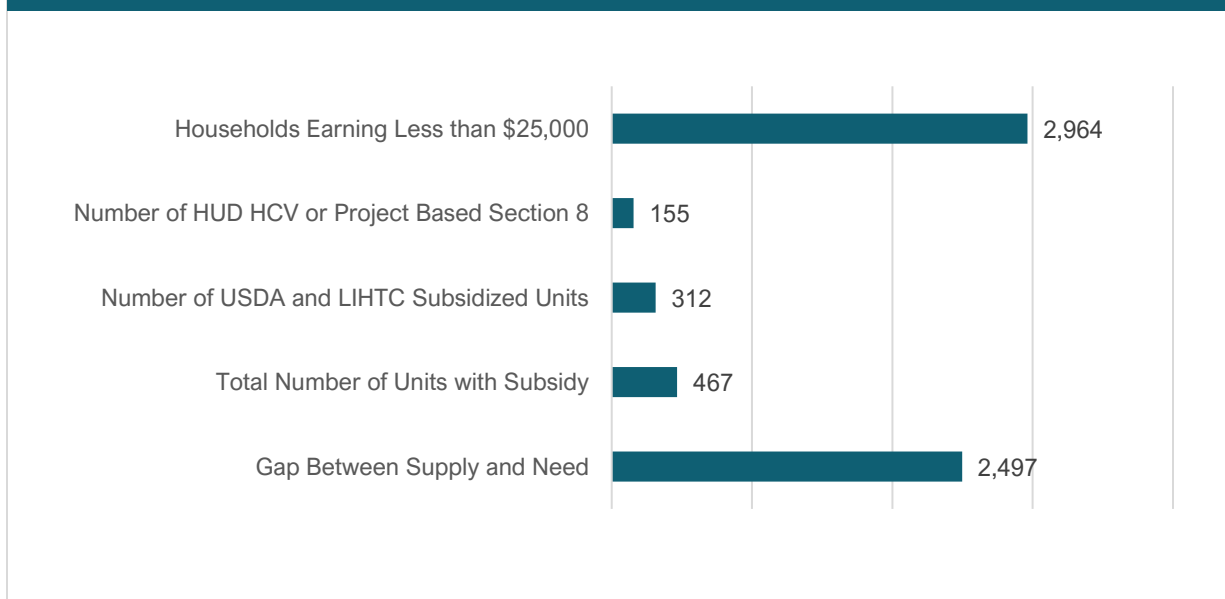 Households Earning Less than $25,000 2,964
Number of HUD HCV or Project Based Section 8 155
Number of USDA and LIHTC Subsidized Units 312
Total Number of Units with Subsidy 467
Gap Between Supply and Need 2,497